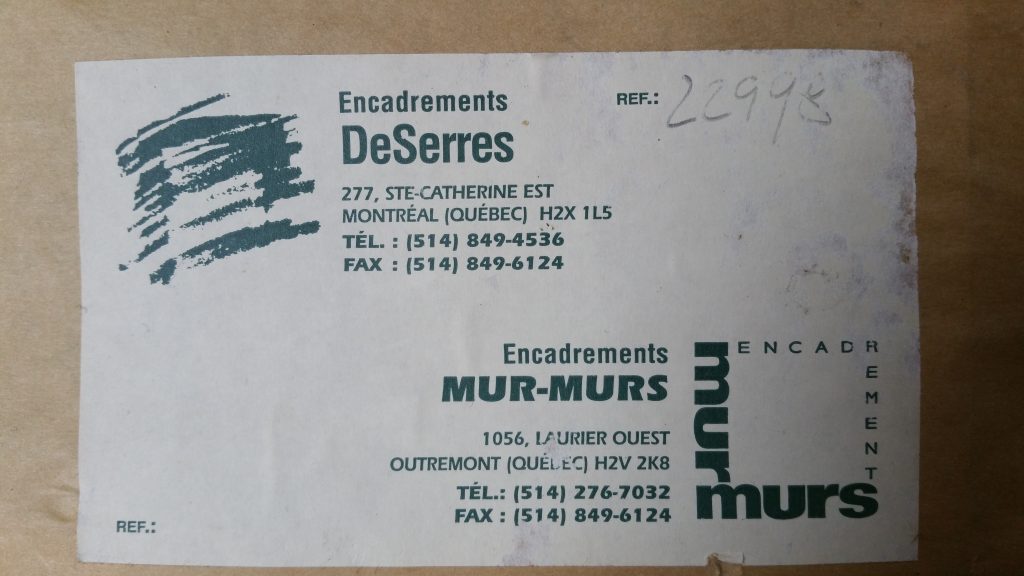 Encadrements
DeSerres
REF.: 22998
277, STE-CATHERINE EST
MONTRÉAL (QUÉBEC) H2X 1L5
TÉL. : (514) 849-4536
FAX : (514) 849-6124
Encadrements
MUR-MURS
1056, LAURIER OUEST
OUTREMONT (QUÉBEC) H2V 2K8
TÉL.: (514) 276-7032
FAX : (514) 849-6124
ENCADREMENT
mur
murs
REF.: